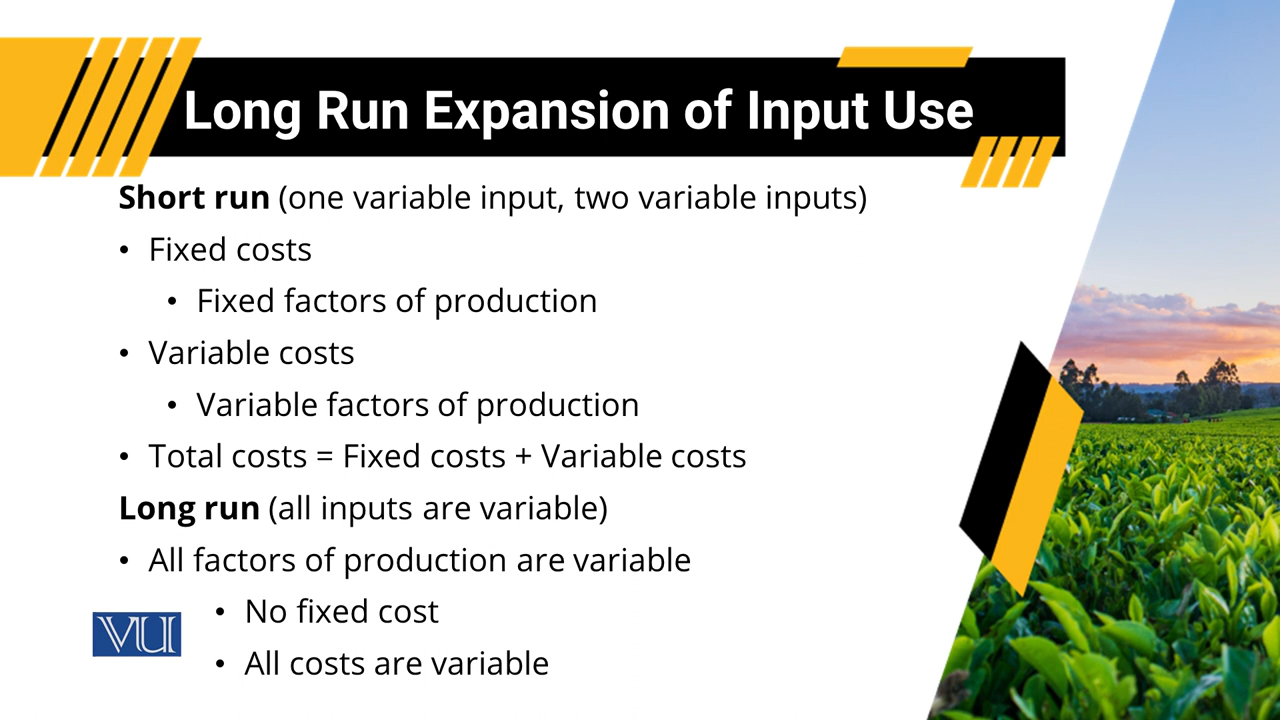 Long Run Expansion of Input Use
Short run (one variable input, two variable inputs)
• Fixed costs
• Fixed factors of production
• Variable costs
• Variable factors of production
• Total costs = Fixed costs + Variable costs
Long run (all inputs are variable)
• All factors of production are variable
• No fixed cost
• All costs are variable
VU